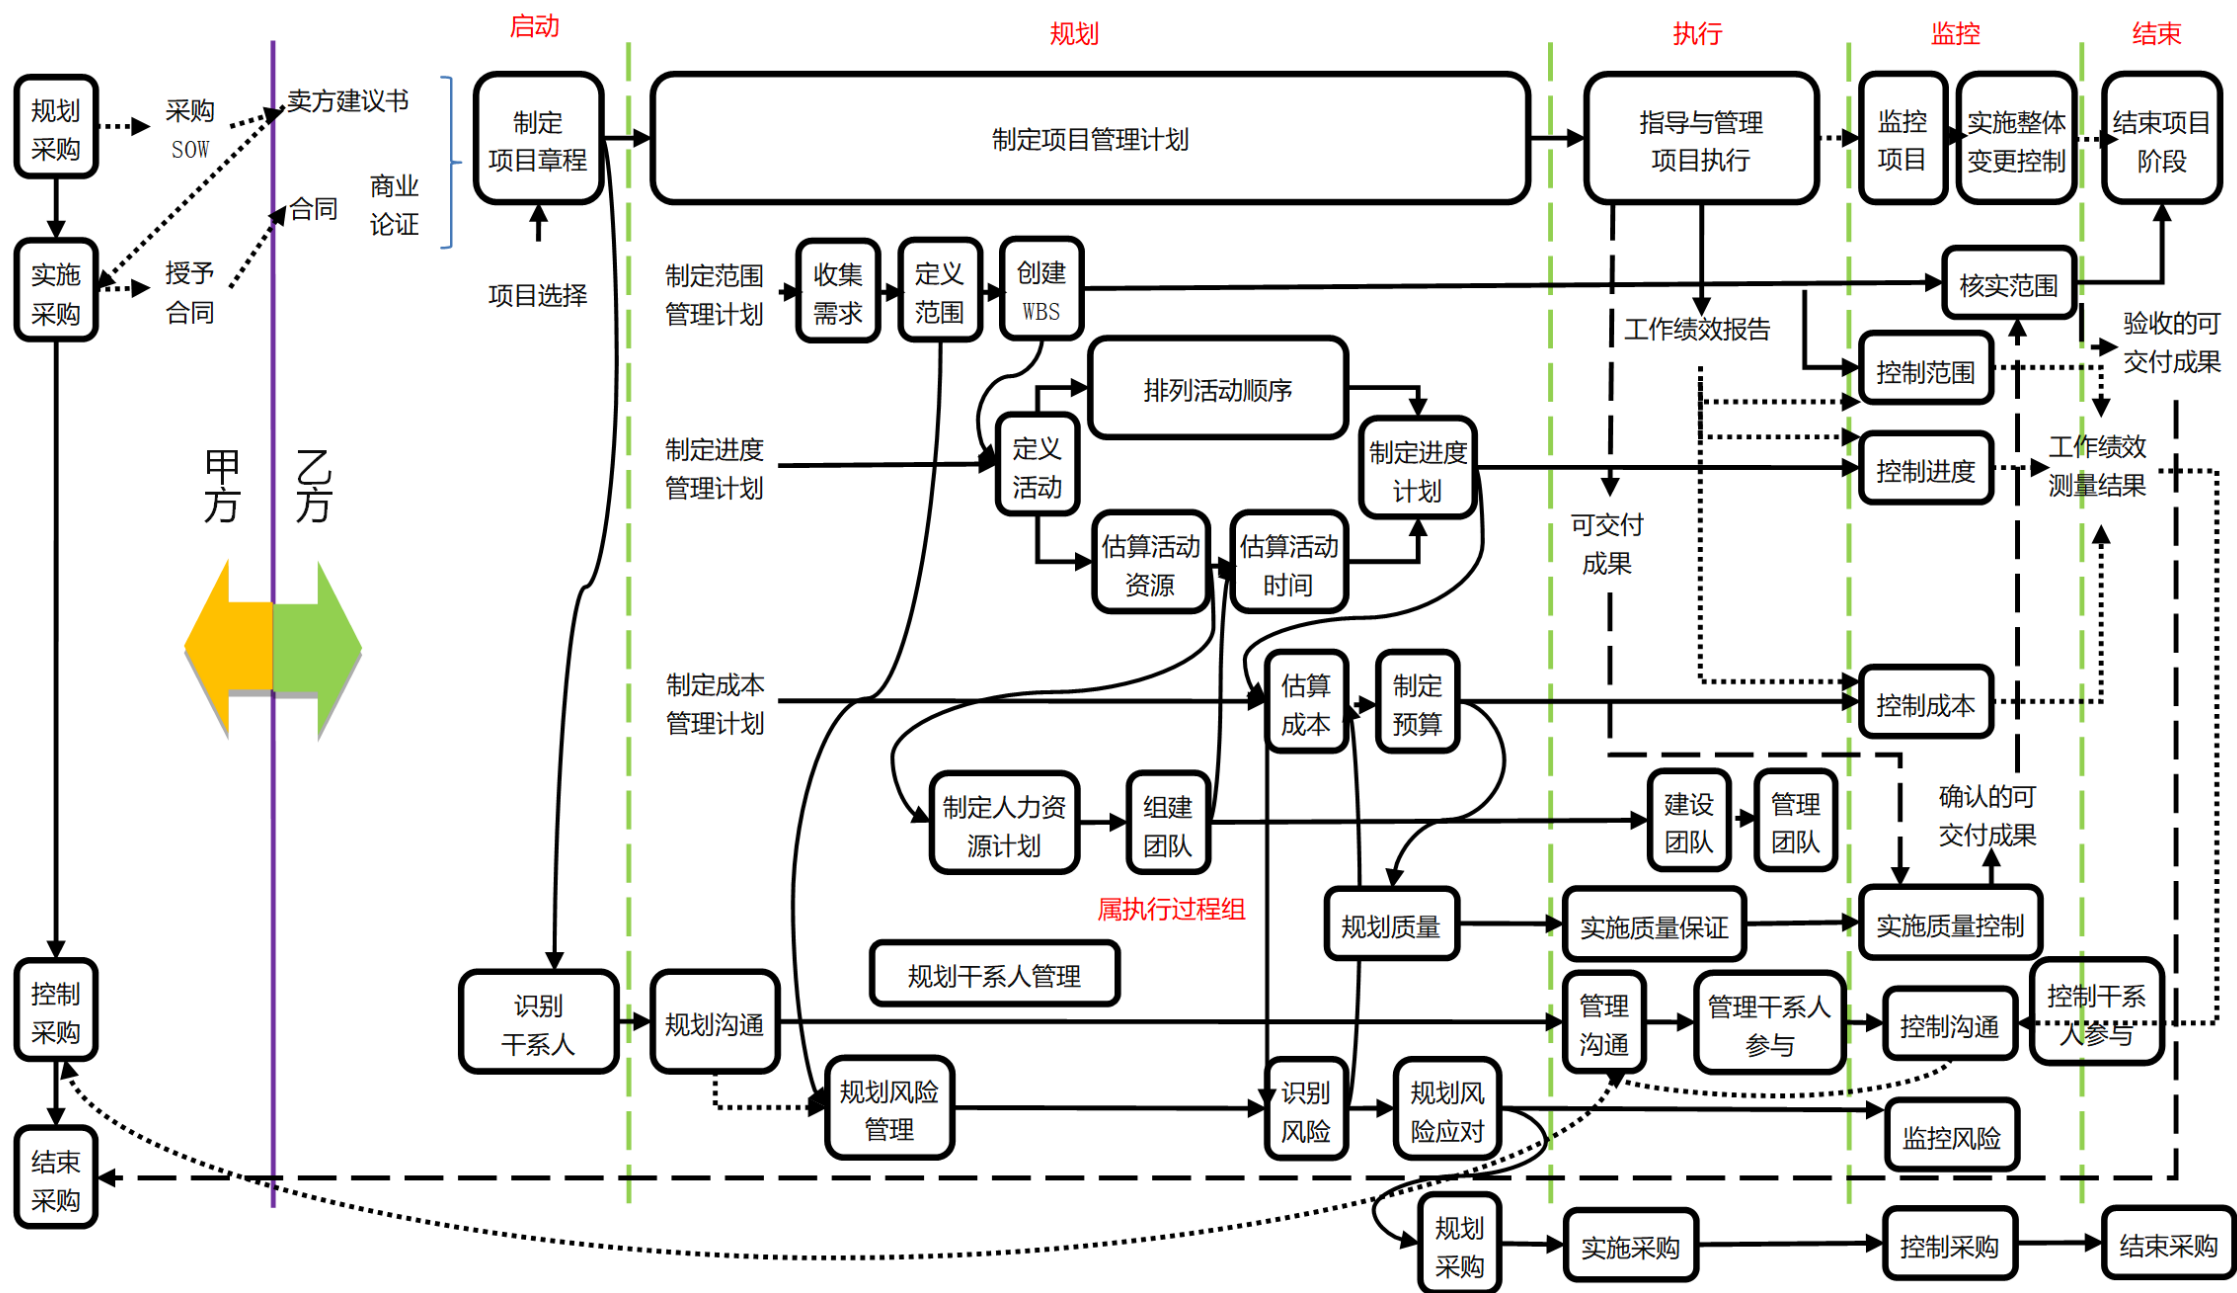 启动
规划
执行
监控
结束
规划
采购
采购
SOW
卖方建议书
商业
论证
合同
实施
采购
授予
合同
制定
项目章程
项目选择
制定项目管理计划
指导与管理
项目执行
监控
项目
实施整体
变更控制
结束项目
阶段
制定范围
管理计划
收集
需求
定义
范围
创建
WBS
核实范围
工作绩效报告
验收的可
交付成果
控制范围
排列活动顺序
制定进度
管理计划
定义
活动
制定进度
计划
控制进度
工作绩效
测量结果
甲方
乙方
估算活动
资源
估算活动
时间
可交付
成果
制定成本
管理计划
估算
成本
制定
预算
控制成本
制定人力资
源计划
组建
团队
建设
团队
管理
团队
确认的可
交付成果
属执行过程组
规划质量
实施质量保证
实施质量控制
规划干系人管理
控制
采购
识别
干系人
规划沟通
管理
沟通
管理干系人
参与
控制沟通
控制干系
人参与
规划风险
管理
识别
风险
规划风
险应对
监控风险
结束
采购
规划
采购
实施采购
控制采购
结束采购